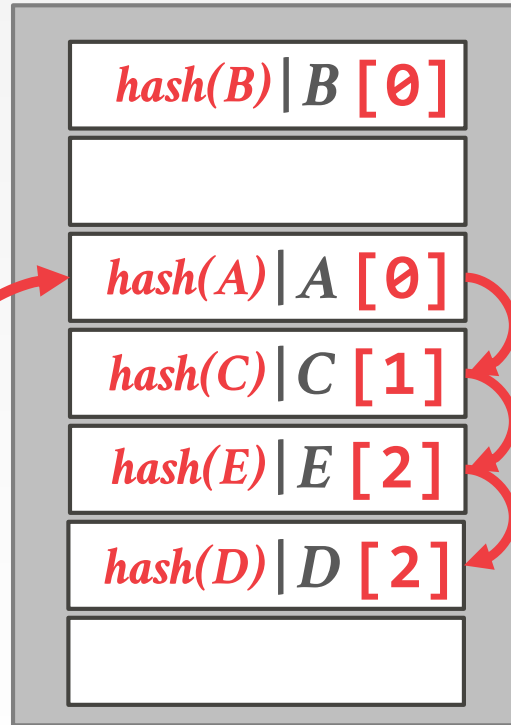 hash(B) | B [0]
hash(A) | A [0]
hash(C) | C [1]
hash(E) | E [2]
hash(D) | D [2]